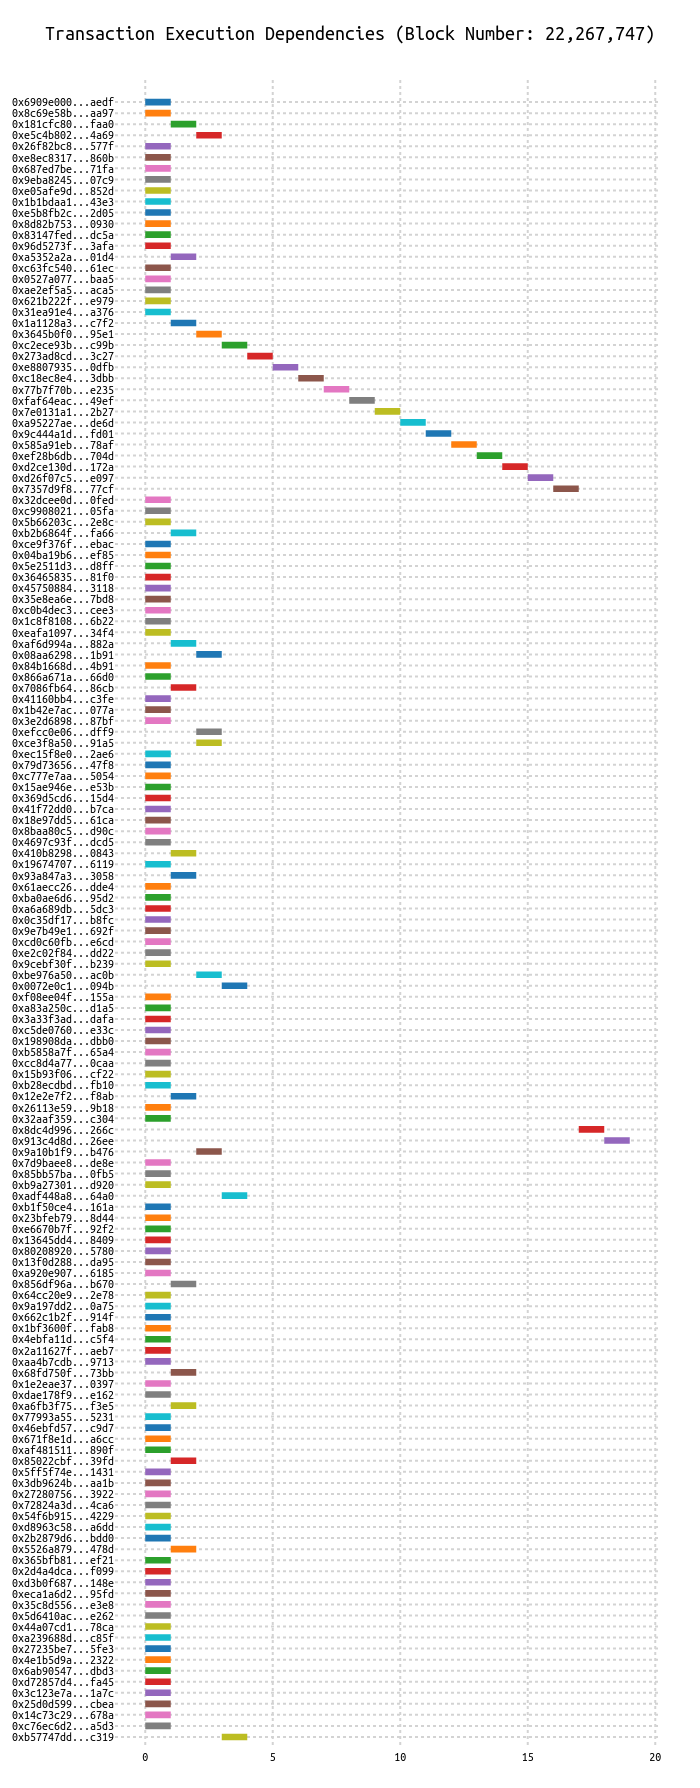 Transaction Execution Dependencies (Block Number: 22,267,747)
0x6909e000...aedf
0x8c69e58b...aa97
0x181cfc80...faa0
0xe5c4b802...4a69
0x26f82bc8...577f
0xe8ec8317...860b
0x687ed7be...71fa
0x9eba8245...07c9
0xe05afe9d...852d
0x1b1bdaa1...43e3
0xe5b8fb2c...2d05
0x8d82b753...0930
0x83147fed...dc5a
0x96d5273f...3afa
0xa5352a2a...01d4
0xc63fc540...61ec
0x0527a077...baa5
0xae2ef5a5...aca5
0x621b222f...e979
0x31ea91e4...a376
0x1a1128a3...c7f2
0x3645b0f0...95e1
0xc2ece93b...c99b
0x273ad8cd...3c27
0xe8807935...0dfb
0xc18ec8e4...3dbb
0x77b7f70b...e235
0xfaf64eac...49ef
0x7e0131a1...2b27
0xa95227ae...de6d
0x9c444a1d...fd01
0x585a91eb...78af
0xef28b6db...704d
0xd2ce130d...172a
0xd26f07c5...e097
0x7357d9f8...77cf
0x32dcee0d...0fed
0xc9908021...05fa
0x5b66203c...2e8c
0xb2b6864f...fa66
0xce9f376f...ebac
0x04ba19b6...ef85
0x5e2511d3...d8ff
0x36465835...81f0
0x45750884...3118
0x35e8ea6e...7bd8
0xc0b4dec3...cee3
0x1c8f8108...6b22
0xeafa1097...34f4
0xaf6d994a...882a
0x08aa6298...1b91
0x84b1668d...4b91
0x866a671a...66d0
0x7086fb64...86cb
0x41160bb4...c3fe
0x1b42e7ac...077a
0x3e2d6898...87bf
0xefcc0e06...dff9
0xce3f8a50...91a5
0xec15f8e0...2ae6
0x79d73656...47f8
0xc777e7aa...5054
0x15ae946e...e53b
0x369d5cd6...15d4
0x41f72dd0...b7ca
0x18e97dd5...61ca
0x8baa80c5...d90c
0x4697c93f...dcd5
0x410b8298...0843
0x19674707...6119
0x93a847a3...3058
0x61aecc26...dde4
0xba0ae6d6...95d2
0xa6a689db...5dc3
0x0c35df17...b8fc
0x9e7b49e1...692f
0xcd0c60fb...e6cd
0xe2c02f84...dd22
0x9cebf30f...b239
0xbe976a50...ac0b
0x0072e0c1...094b
0xf08ee04f...155a
0xa83a250c...d1a5
0x3a33f3ad...dafa
0xc5de0760...e33c
0x198908da...dbb0
0xb5858a7f...65a4
0xcc8d4a77...0caa
0x15b93f06...cf22
0xb28ecdbd...fb10
0x12e2e7f2...f8ab
0x26113e59...9b18
0x32aaf359...c304
0x8dc4d996...266c
0x913c4d8d...26ee
0x9a10b1f9...b476
0x7d9baee8...de8e
0x85bb57ba...0fb5
0xb9a27301...d920
0xadf448a8...64a0
0xb1f50ce4...161a
0x23bfeb79...8d44
0xe6670b7f...92f2
0x13645dd4...8409
0x80208920...5780
0x13f0d288...da95
0xa920e907...6185
0x856df96a...b670
0x64cc20e9...2e78
0x9a197dd2...0a75
0x662c1b2f...914f
0x1bf3600f...fab8
0x4ebfa11d...c5f4
0x2a11627f...aeb7
0xaa4b7cdb...9713
0x68fd750f...73bb
0x1e2eae37...0397
0xdae178f9...e162
0xa6fb3f75...f3e5
0x77993a55...5231
0x46ebfd57...c9d7
0x671f8e1d...a6cc
0xaf481511...890f
0x85022cbf...39fd
0x5ff5f74e...1431
0x3db9624b...aa1b
0x27280756...3922
0x72824a3d...4ca6
0x54f6b915...4229
0xd8963c58...a6dd
0x2b2879d6...bdd0
0x5526a879...478d
0x365bfb81...ef21
0x2d4a4dca...f099
0xd3b0f687...148e
0xeca1a6d2...95fd
0x35c8d556...e3e8
0x5d6410ac...e262
0x44a07cd1...78ca
0xa239688d...c85f
0x27235be7...5fe3
0x4e1b5d9a...2322
0x6ab90547...dbd3
0xd72857d4...fa45
0x3c123e7a...1a7c
0x25d0d599...cbea
0x14c73c29...678a
0xc76ec6d2...a5d3
0xb57747dd...c319
0 5 10 15 20